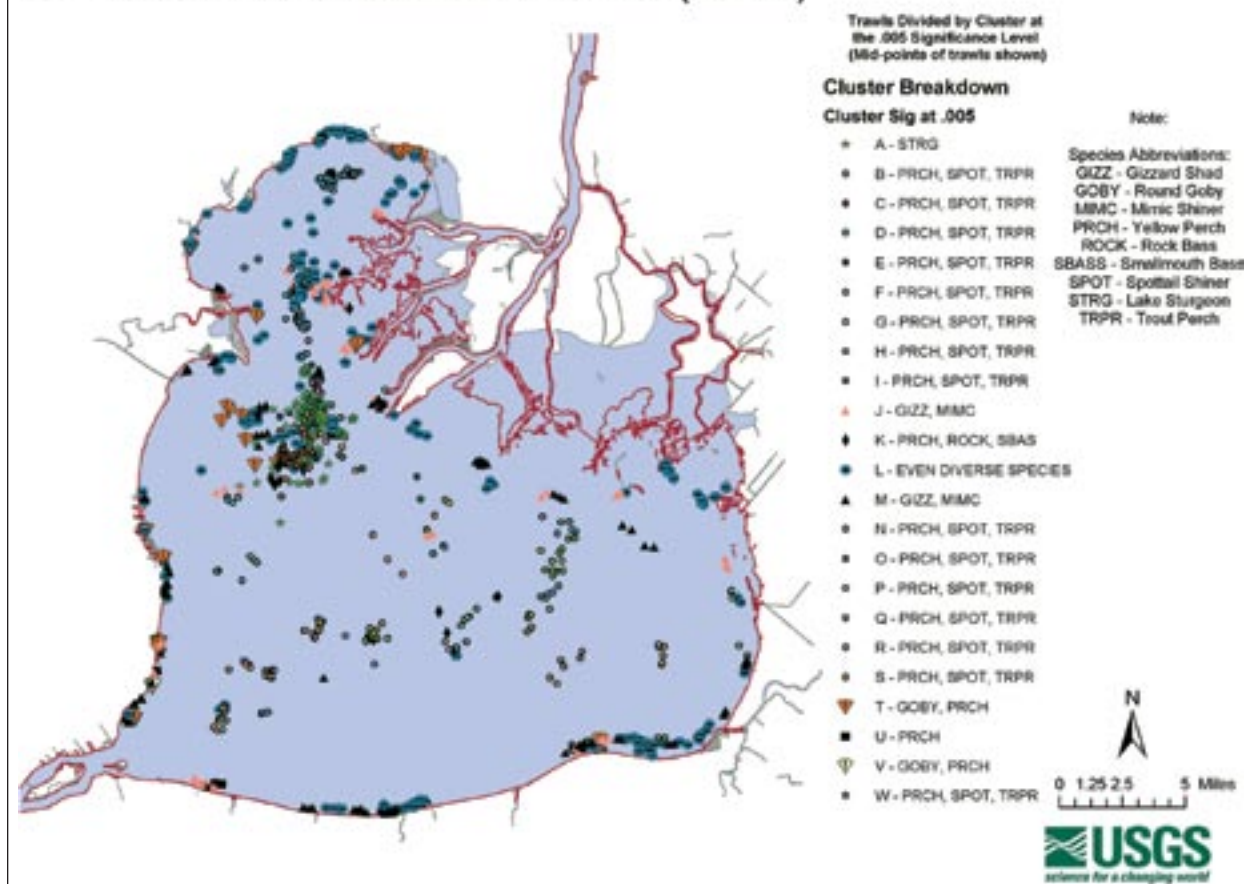 Trawls Divided by Cluster at
the .005 Significance Level
(Mid-points of trawls shown)
Cluster Breakdown
Cluster Sig at .005
A - STRG
B - PRCH, SPOT, TRPR
C - PRCH, SPOT, TRPR
D - PRCH, SPOT, TRPR
E - PRCH, SPOT, TRPR
F - PRCH, SPOT, TRPR
G - PRCH, SPOT, TRPR
H - PRCH, SPOT, TRPR
I - PRCH, SPOT, TRPR
J - GIZZ, MIMC
K - PRCH, ROCK, SBAS
L - EVEN DIVERSE SPECIES
M - GIZZ, MIMC
N - PRCH, SPOT, TRPR
O - PRCH, SPOT, TRPR
P - PRCH, SPOT, TRPR
Q - PRCH, SPOT, TRPR
R - PRCH, SPOT, TRPR
S - PRCH, SPOT, TRPR
T - GOBY, PRCH
U - PRCH
V - GOBY, PRCH
W - PRCH, SPOT, TRPR
Note:
Species Abbreviations:
GIZZ - Gizzard Shad
GOBY - Round Goby
MIMC - Mimic Shiner
PRCH - Yellow Perch
ROCK - Rock Bass
SBASS - Smallmouth Bass
SPOT - Spottail Shiner
STRG - Lake Sturgeon
TRPR - Trout Perch
N
0 1.25 2.5 5 Miles
USGS
science for a changing world